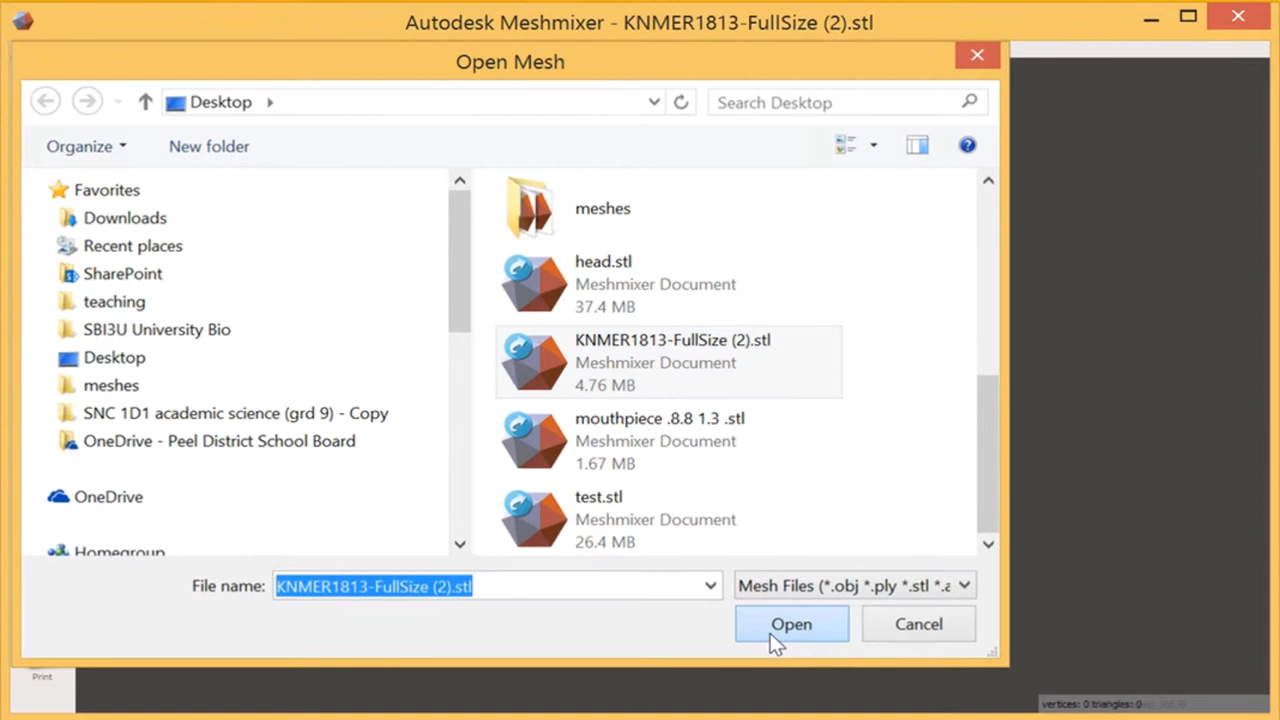 Autodesk Meshmixer - KNMER1813-FullSize (2).stl
Open Mesh
Desktop
Search Desktop
Organize
New folder
Favorites
Downloads
Recent places
SharePoint
teaching
SBI3U University Bio
Desktop
meshes
SNC 1D1 academic science (grd 9) - Copy
OneDrive - Peel District School Board
OneDrive
Homegroup
meshes
head.stl
Meshmixer Document
37.4 MB
KNMER1813-FullSize (2).stl
Meshmixer Document
4.76 MB
mouthpiece .8.8 1.3 .stl
Meshmixer Document
1.67 MB
test.stl
Meshmixer Document
26.4 MB
File name:
KNMER1813-FullSize (2).stl
Mesh Files (*.obj *.ply *.stl *.a
Open
Cancel
Print
vertices: 0 triangles: 0